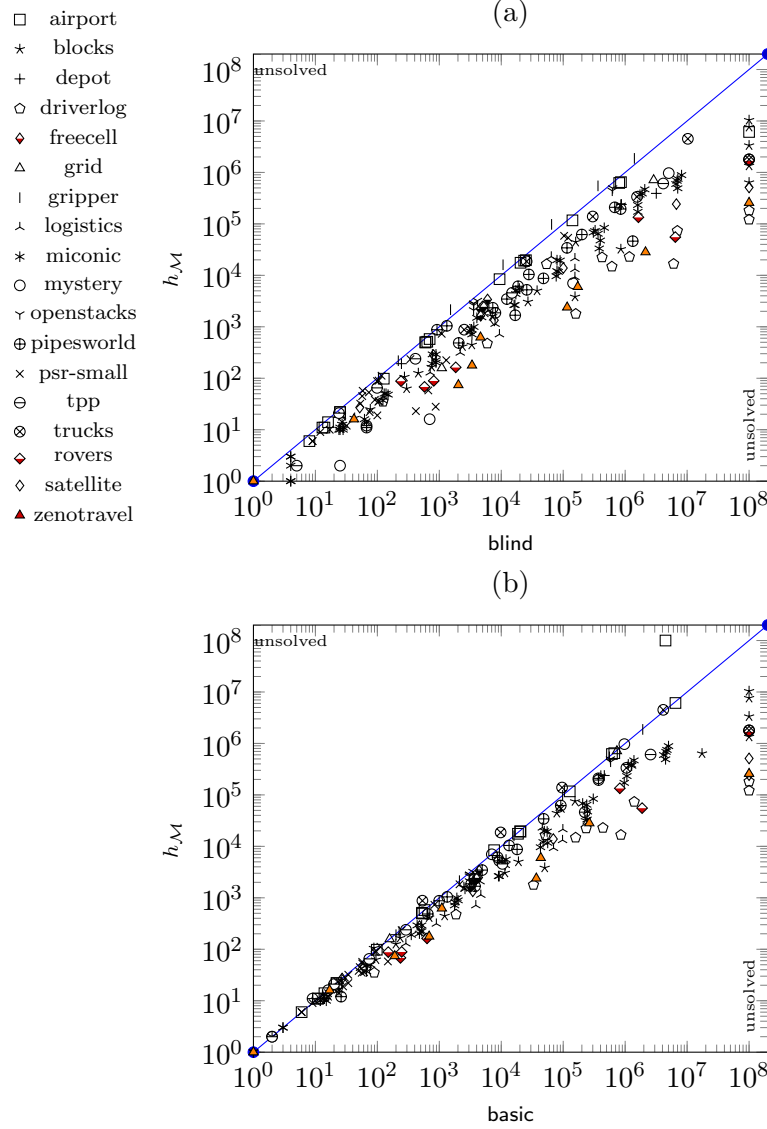 (a)
airport
blocks
depot
driverlog
freecell
grid
gripper
logistics
miconic
mystery
openstacks
pipesworld
psr-small
tpp
trucks
rovers
satellite
zenotravel
unsolved
10^8
10^7
10^6
10^5
10^4
10^3
10^2
10^1
10^0
h_ℳ
unsolved
10^0 10^1 10^2 10^3 10^4 10^5 10^6 10^7 10^8
blind
(b)
unsolved
10^8
10^7
10^6
10^5
10^4
10^3
10^2
10^1
10^0
h_ℳ
unsolved
10^0 10^1 10^2 10^3 10^4 10^5 10^6 10^7 10^8
basic